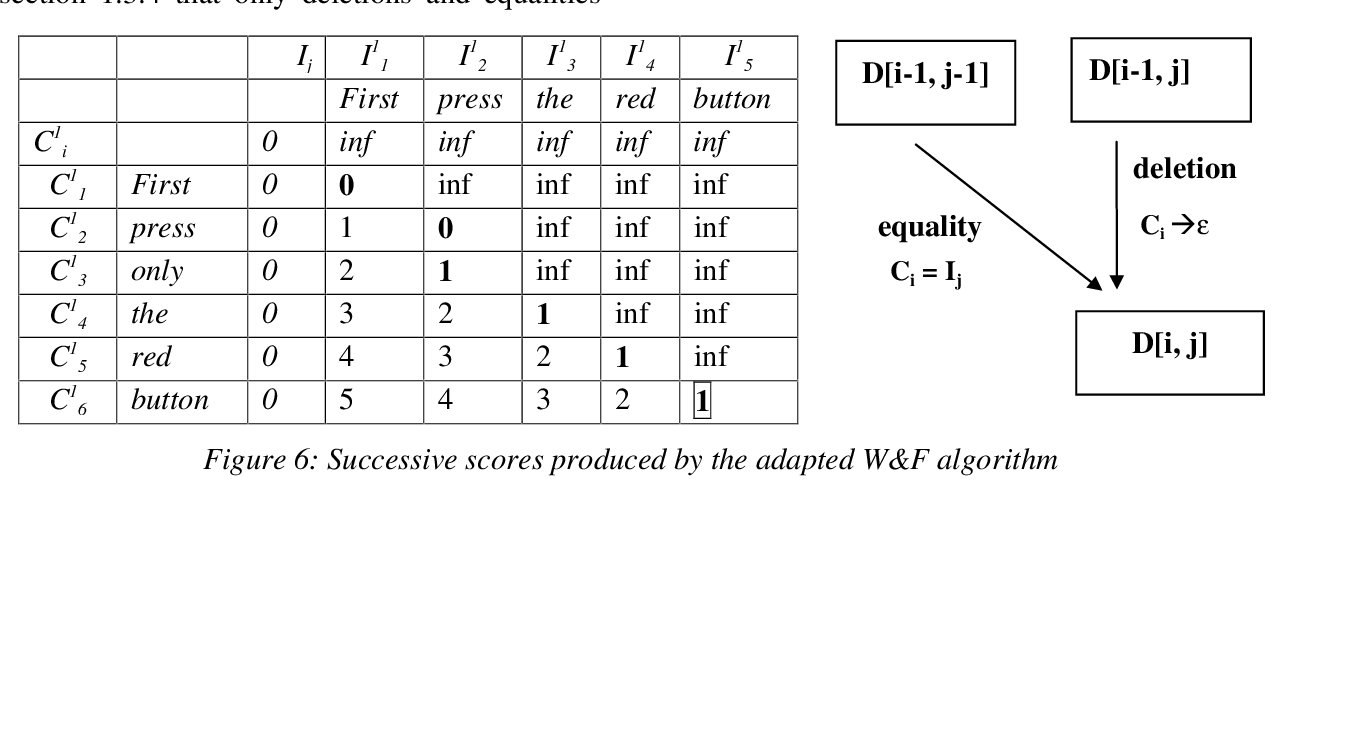 section 1.3.4 that only deletions and equalities
I_j I^1_1 I^1_2 I^1_3 I^1_4 I^1_5
First press the red button
C^1_i 0 inf inf inf inf inf
C^1_1 First 0 0 inf inf inf inf
C^1_2 press 0 1 0 inf inf inf
C^1_3 only 0 2 1 inf inf inf
C^1_4 the 0 3 2 1 inf inf
C^1_5 red 0 4 3 2 1 inf
C^1_6 button 0 5 4 3 2 1
D[i-1, j-1]
D[i-1, j]
deletion
C_i →ε
equality
C_i = I_j
D[i, j]
Figure 6: Successive scores produced by the adapted W&F algorithm